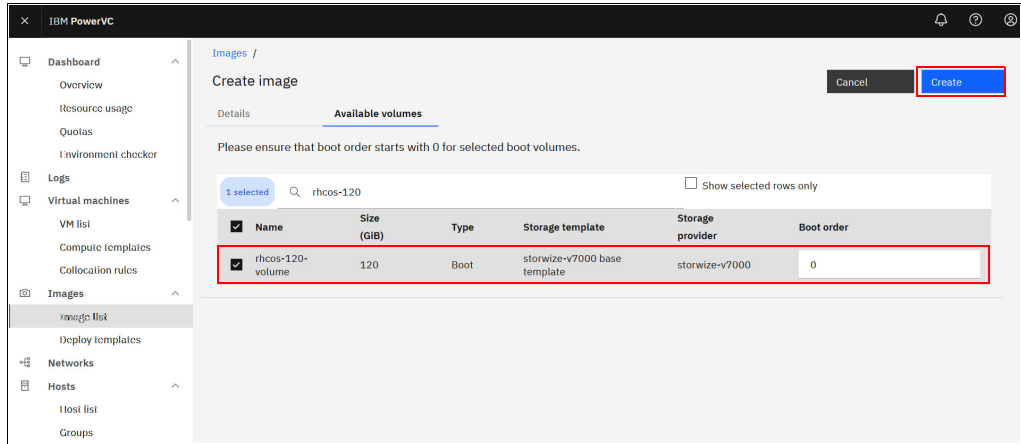 IBM PowerVC
Dashboard
Overview
Resource usage
Quotas
Environment checker
Logs
Virtual machines
VM list
Compute templates
Collocation rules
Images
Image list
Deploy templates
Networks
Hosts
Host list
Groups
Images /
Create image
Cancel
Create
Details
Available volumes
Please ensure that boot order starts with 0 for selected boot volumes.
1 selected
rhcos-120
Show selected rows only
Name
Size
(GiB)
Type
Storage template
Storage
provider
Boot order
rhcos-120-
volume
120
Boot
storwize-v7000 base
template
storwize-v7000
0